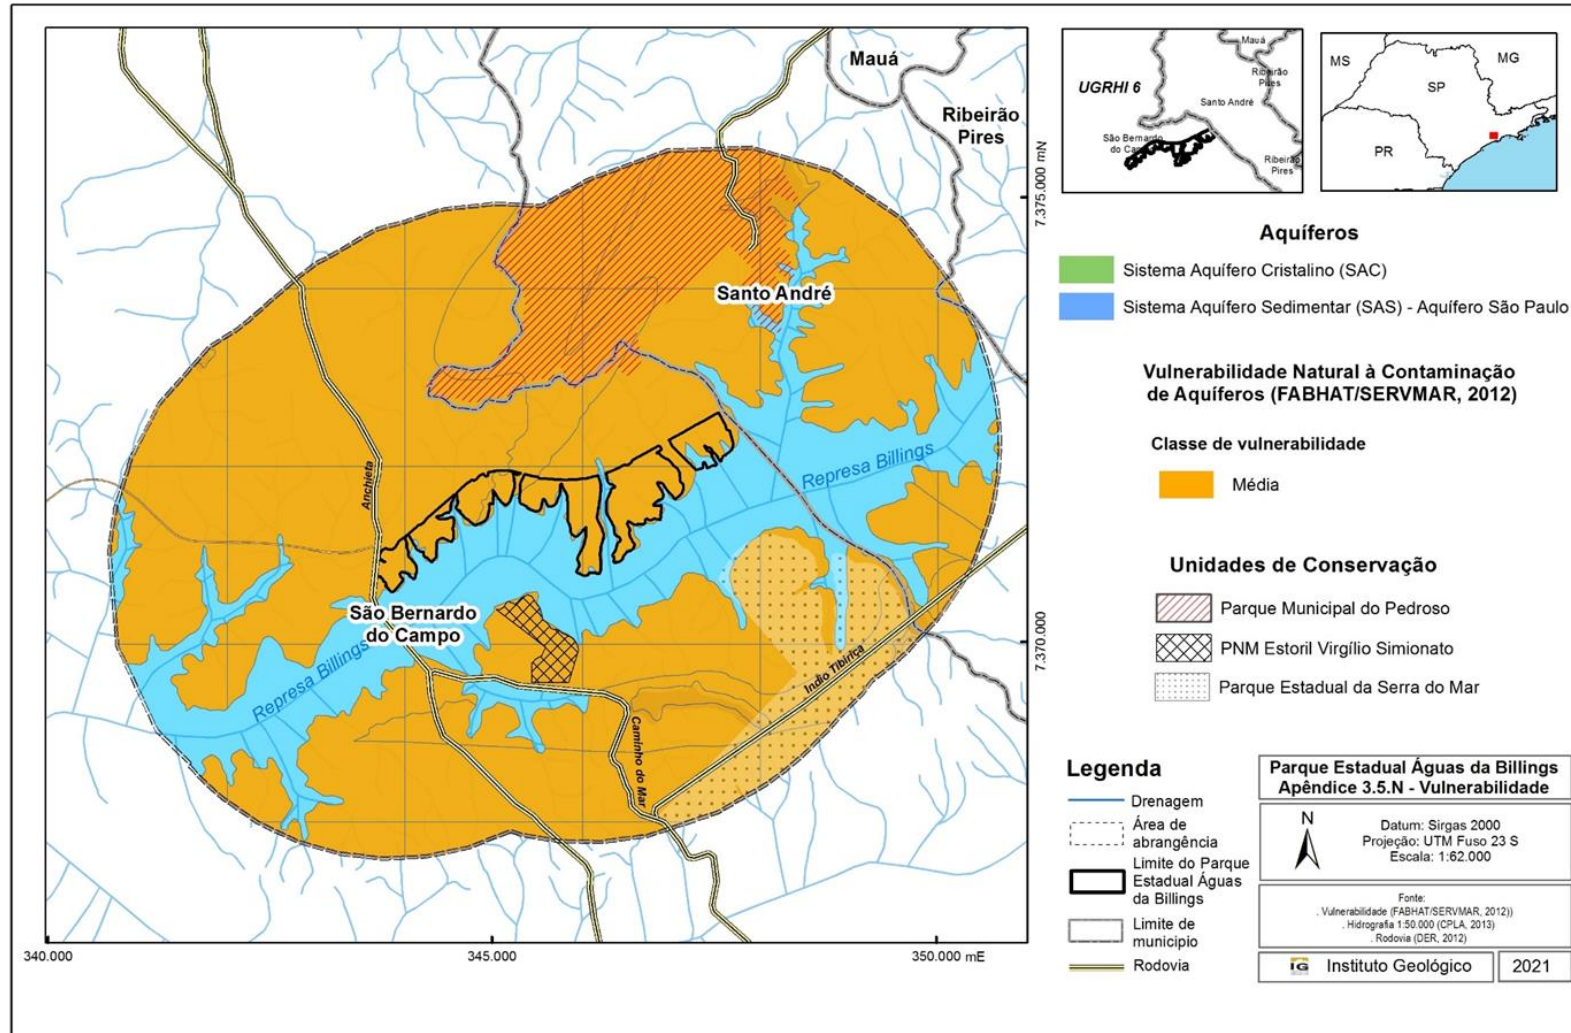 Mauá
Ribeirão
Pires
7.375.000 mN
Santo André
Represa Billings
Anchieta
São Bernardo
do Campo
Represa Billings
Indio Tibiriça
Caminho do Mar
7.370.000
340.000
345.000 mE
350.000
UGRHI 6
Mauá
Ribeirão
Pires
Santo André
São Bernardo
do Ca
Ribeirão
Pires
MS
MG
SP
PR
Aquíferos
Sistema Aquífero Cristalino (SAC)
Sistema Aquífero Sedimentar (SAS) - Aquífero São Paulo
Vulnerabilidade Natural à Contaminação
de Aquíferos (FABHAT/SERVMAR, 2012)
Classe de vulnerabilidade
Média
Unidades de Conservação
Parque Municipal do Pedroso
PNM Estoril Virgílio Simionato
Parque Estadual da Serra do Mar
Legenda
Drenagem
Área de
abrangência
Limite do Parque
Estadual Águas
da Billings
Limite de
municipio
Rodovia
Parque Estadual Águas da Billings
Apêndice 3.5.N - Vulnerabilidade
N
Datum: Sirgas 2000
Projeção: UTM Fuso 23 S
Escala: 1:62.000
Fonte:
. Vulnerabilidade (FABHAT/SERVMAR, 2012))
. Hidrografia 1:50.000 (CPLA, 2013)
. Rodovia (DER, 2012)
IG Instituto Geológico
2021